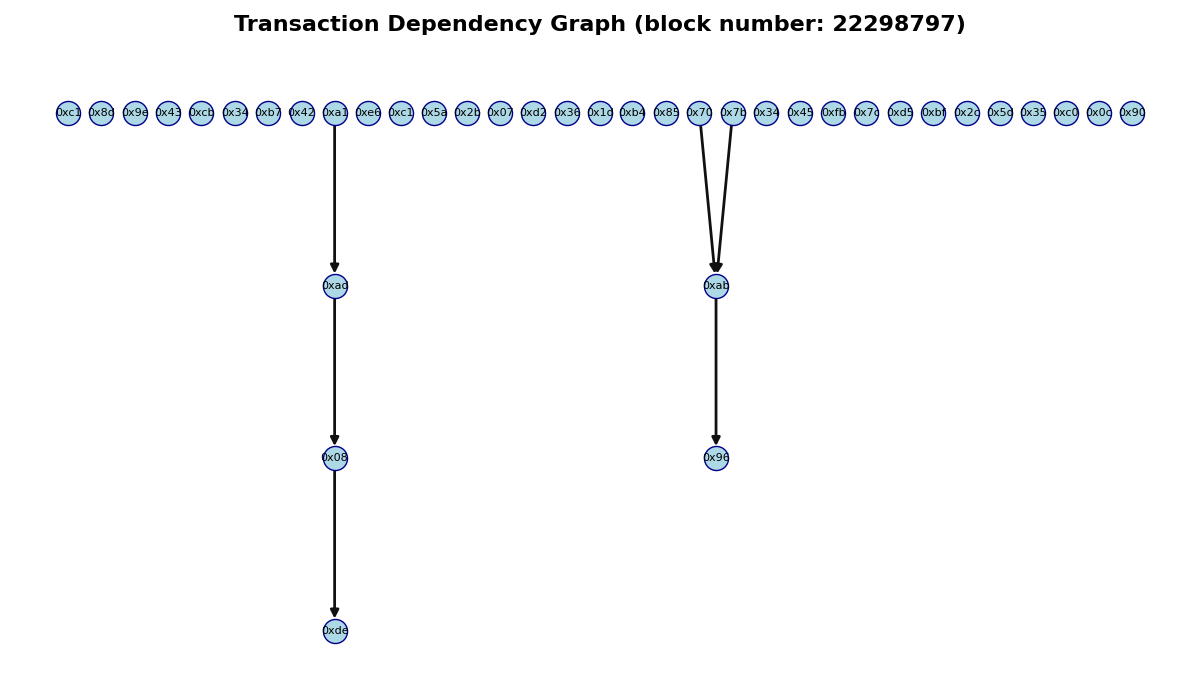 Transaction Dependency Graph (block number: 22298797)
0xc1 0x8d 0x9e 0x43 0xcb 0x34 0xb7 0x42 0xa1 0xe6 0xc1 0x5a 0x2b 0x07 0xd2 0x36 0x1d 0xb4 0x85 0x70 0x7b 0x34 0x45 0xfb 0x7c 0xd5 0xbf 0x2c 0x5d 0x35 0xc0 0x0c 0x90
0xad 0xab
0x08 0x96
0xde